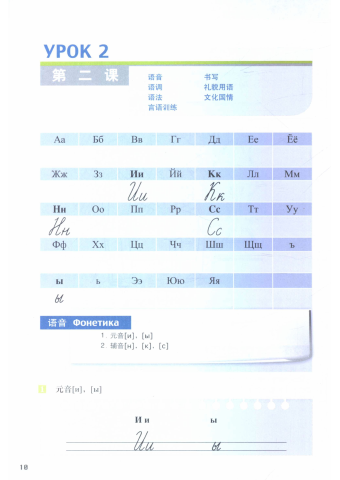 УРОК 2
第 二 课
语音 书写
语调 礼貌用语
语法 文化国情
言语训练
Аа Бб Вв Гг Дд Ее Ёё
Жж Зз Ии Йй Кк Лл Мм
Ии Кк
Нн Оо Пп Рр Сс Тт Уу
Нн Сс
Фф Хх Цц Чч Шш Щщ ъ
ы ь Ээ Юю Яя
ы
语音 Фонетика
1. 元音[и]，[ы]
2. 辅音[н]，[к]，[с]
1 元音[и]，[ы]
И и ы
Ии ы
10